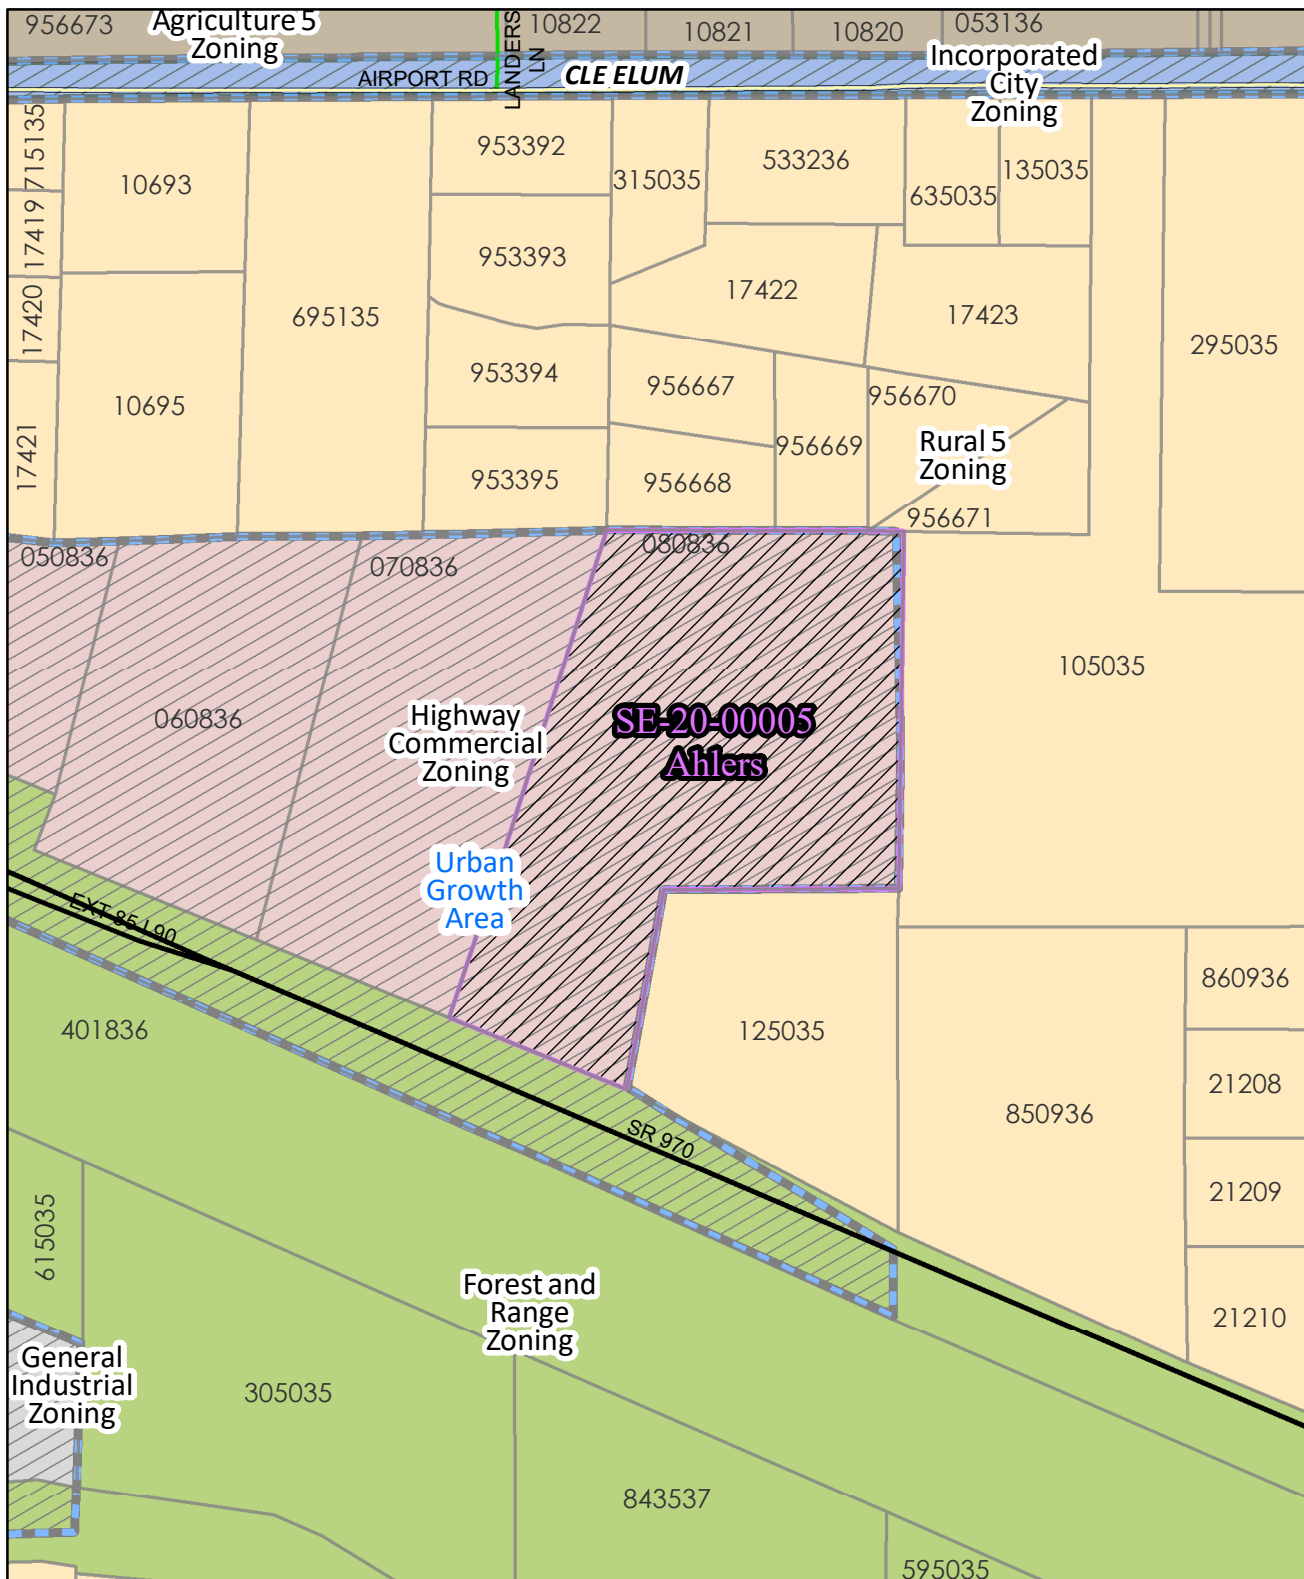 956673
Agriculture 5
Zoning
LANDERS
LN
10822
10821
10820
053136
AIRPORT RD
CLE ELUM
Incorporated
City
Zoning
715135
10693
953392
315035
533236
635035
135035
17419
953393
17422
17423
17420
695135
295035
953394
956667
956670
10695
956669
Rural 5
Zoning
17421
953395
956668
956671
050836
070836
080836
105035
060836
Highway
Commercial
Zoning
SE-20-00005
Ahlers
Urban
Growth
Area
EXT 85 I 90
401836
125035
860936
21208
850936
SR 970
21209
615035
Forest and
Range
Zoning
21210
General
Industrial
Zoning
305035
843537
595035